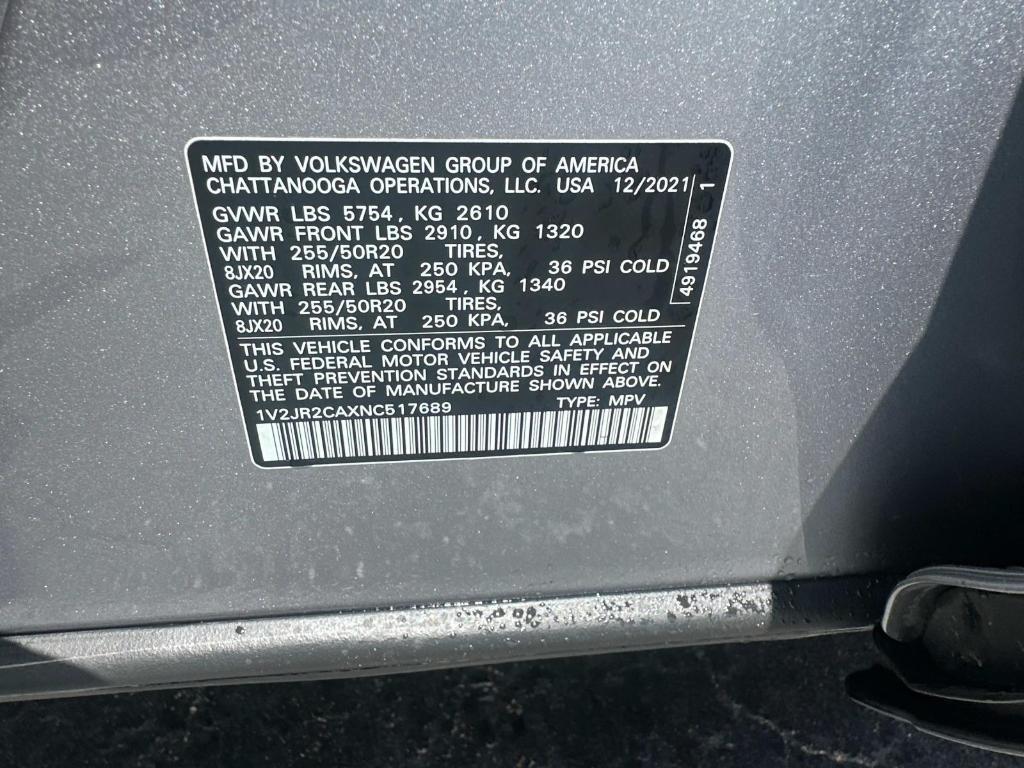 MFD BY VOLKSWAGEN GROUP OF AMERICA
CHATTANOOGA OPERATIONS, LLC. USA 12/2021
GVWR LBS 5754, KG 2610
GAWR FRONT LBS 2910, KG 1320
WITH 255/50R20 TIRES,
8JX20 RIMS, AT 250 KPA, 36 PSI COLD
GAWR REAR LBS 2954, KG 1340
WITH 255/50R20 TIRES,
8JX20 RIMS, AT 250 KPA, 36 PSI COLD
4919468 1
THIS VEHICLE CONFORMS TO ALL APPLICABLE
U.S. FEDERAL MOTOR VEHICLE SAFETY AND
THEFT PREVENTION STANDARDS IN EFFECT ON
THE DATE OF MANUFACTURE SHOWN ABOVE.
1V2JR2CAXNC517689 TYPE: MPV